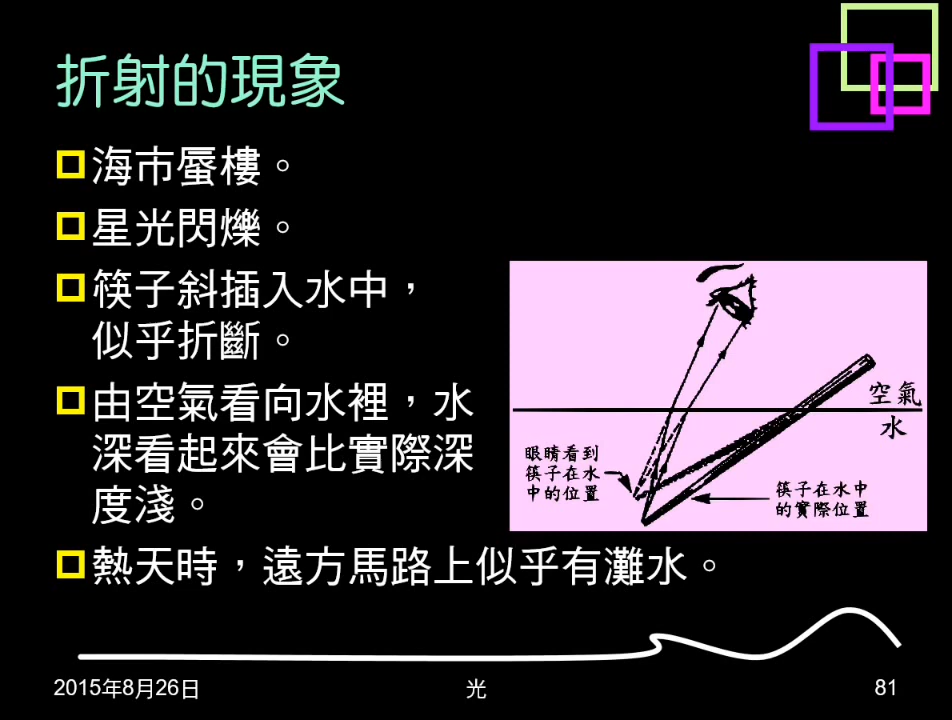 折射的現象
海市蜃樓。
星光閃爍。
筷子斜插入水中，
似乎折斷。
由空氣看向水裡，水
深看起來會比實際深
度淺。
熱天時，遠方馬路上似乎有灘水。
空氣
水
眼睛看到
筷子在水
中的位置
筷子在水中
的實際位置
2015年8月26日
光
81